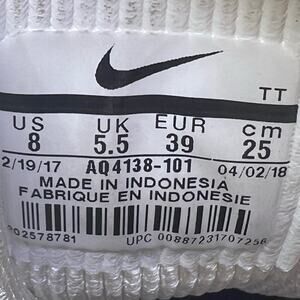 TT
US UK EUR cm
8 5.5 39 25
2/19/17 AQ4138-101 04/02/18
MADE IN INDONESIA
FABRIQUE EN INDONESIE
902578781
UPC 00887231707256